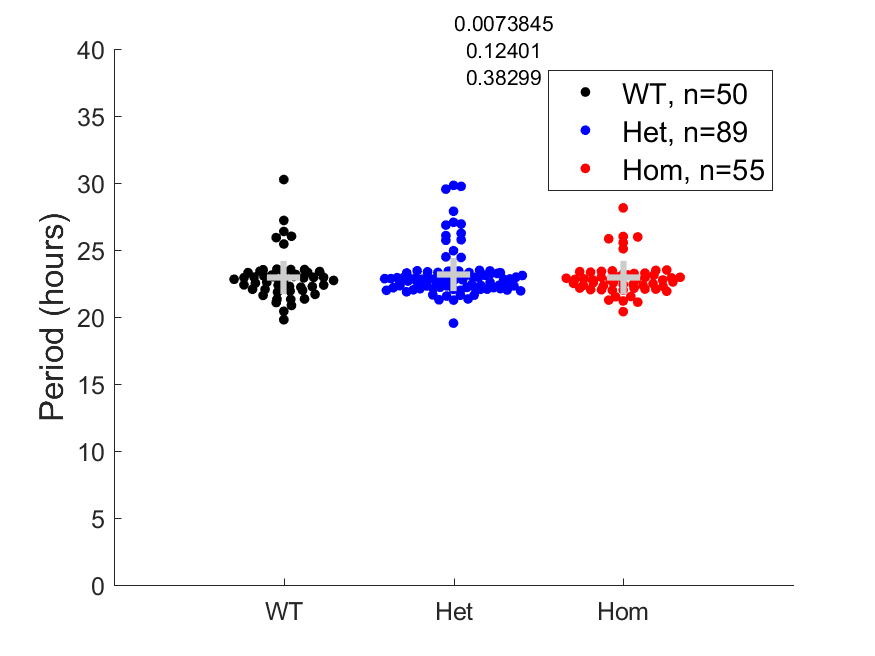 0.0073845
0.12401
0.38299
40
35
30
25
20
15
10
5
0
Period (hours)
WT, n=50
Het, n=89
Hom, n=55
WT
Het
Hom